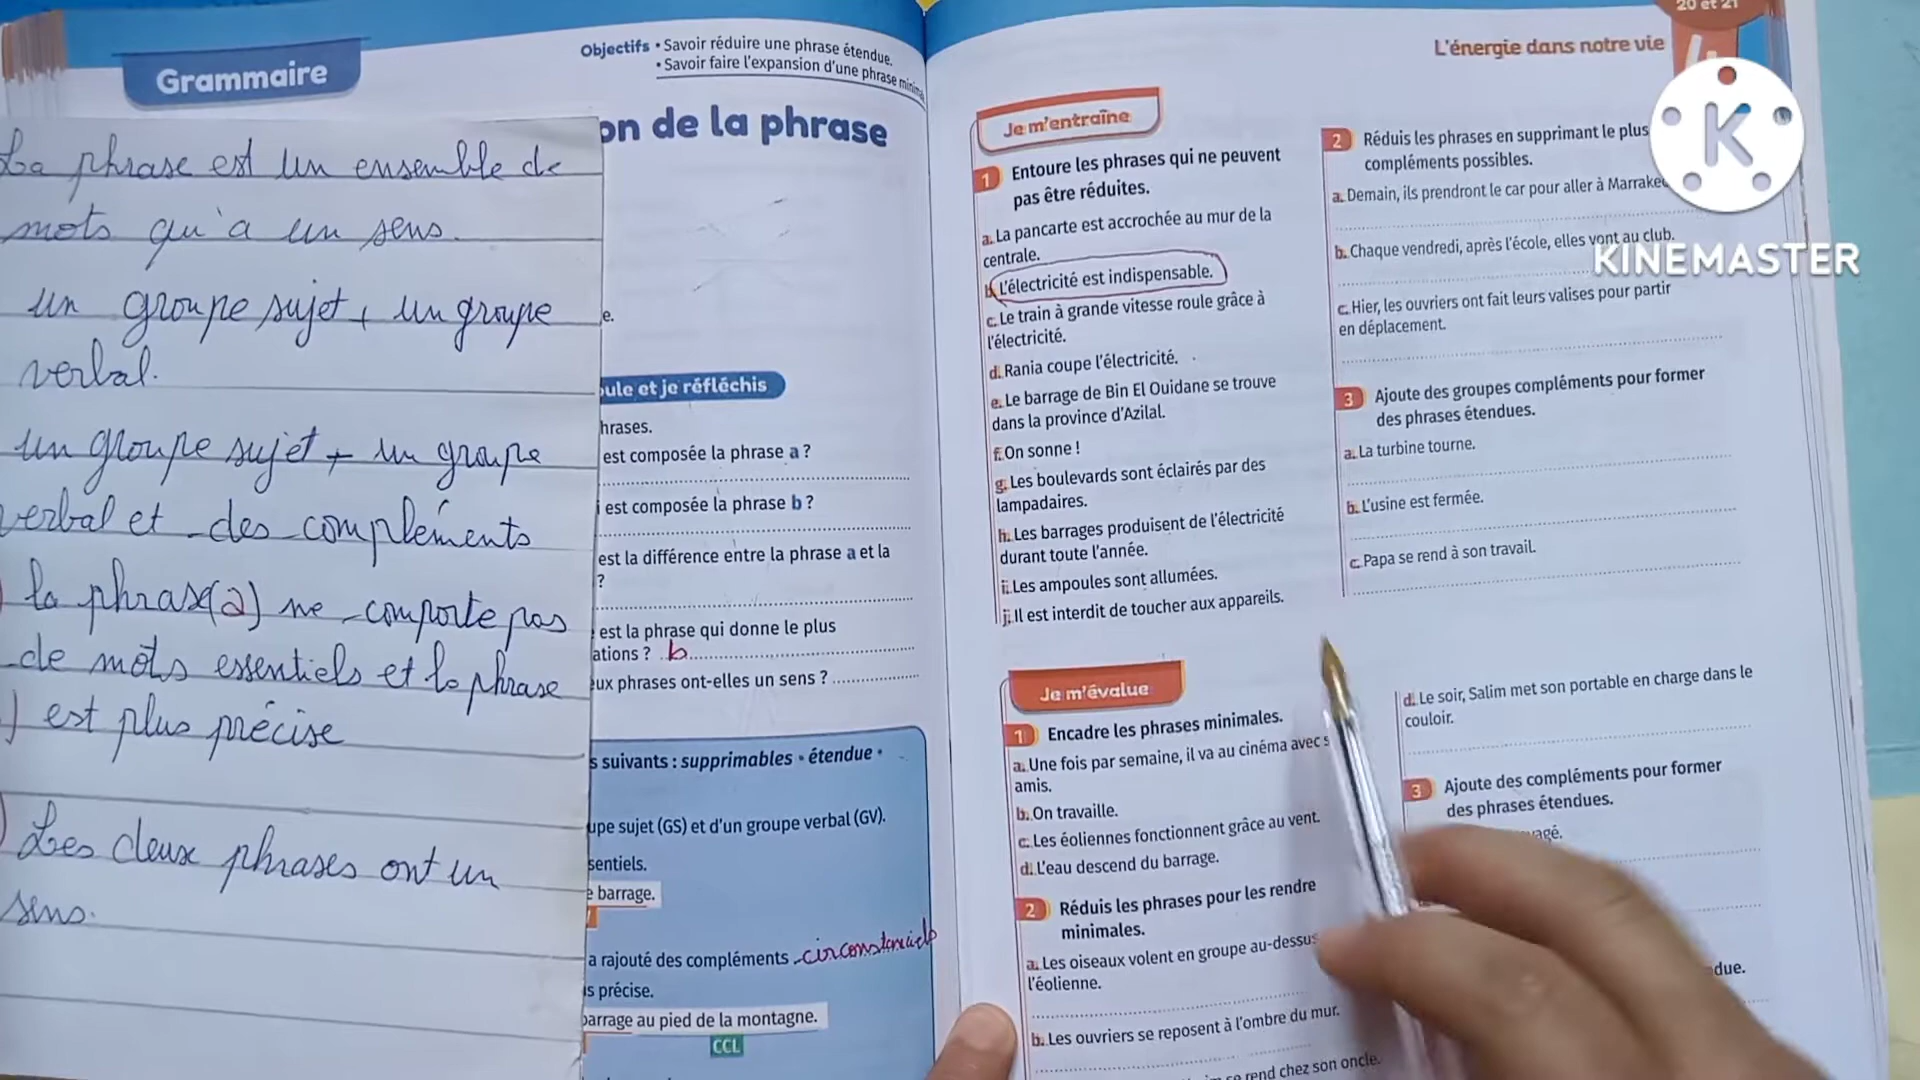 Grammaire
Objectifs • Savoir réduire une phrase étendue.
• Savoir faire l'expansion d'une phrase
on de la phrase
La phrase est un ensemble de
mots qu'a un sens.
un groupe sujet + un groupe
verbal.
un groupe sujet + un groupe
verbal et des compléments
la phrase(a) ne comporte pas
de mots essentiels et la phrase
) est plus précise
Les deux phrases ont un
sens.
e.
ule et je réfléchis
hrases.
est composée la phrase a ?
i est composée la phrase b ?
est la différence entre la phrase a et la
?
est la phrase qui donne le plus
ations ? b
eux phrases ont-elles un sens ?
s suivants : supprimables • étendue •
upe sujet (GS) et d'un groupe verbal (GV).
sentiels.
e barrage.
a rajouté des compléments circonstanciels
s précise.
barrage au pied de la montagne.
CCL
20 et 21
L'énergie dans notre vie
Je m'entraîne
1 Entoure les phrases qui ne peuvent
pas être réduites.
a. La pancarte est accrochée au mur de la
centrale.
b. L'électricité est indispensable.
c. Le train à grande vitesse roule grâce à
l'électricité.
d. Rania coupe l'électricité.
e. Le barrage de Bin El Ouidane se trouve
dans la province d'Azilal.
f. On sonne !
g. Les boulevards sont éclairés par des
lampadaires.
h. Les barrages produisent de l'électricité
durant toute l'année.
i. Les ampoules sont allumées.
j. Il est interdit de toucher aux appareils.
2 Réduis les phrases en supprimant le plus
compléments possibles.
a. Demain, ils prendront le car pour aller à Marrakec
b. Chaque vendredi, après l'école, elles vont au club.
c. Hier, les ouvriers ont fait leurs valises pour partir
en déplacement.
3 Ajoute des groupes compléments pour former
des phrases étendues.
a. La turbine tourne.
b. L'usine est fermée.
c. Papa se rend à son travail.
K
KINEMASTER
Je m'évalue
1 Encadre les phrases minimales.
a. Une fois par semaine, il va au cinéma avec s
amis.
b. On travaille.
c. Les éoliennes fonctionnent grâce au vent.
d. L'eau descend du barrage.
2 Réduis les phrases pour les rendre
minimales.
a. Les oiseaux volent en groupe au-dessus
l'éolienne.
b. Les ouvriers se reposent à l'ombre du mur.
se rend chez son oncle.
d. Le soir, Salim met son portable en charge dans le
couloir.
3 Ajoute des compléments pour former
des phrases étendues.
yagé.
due.